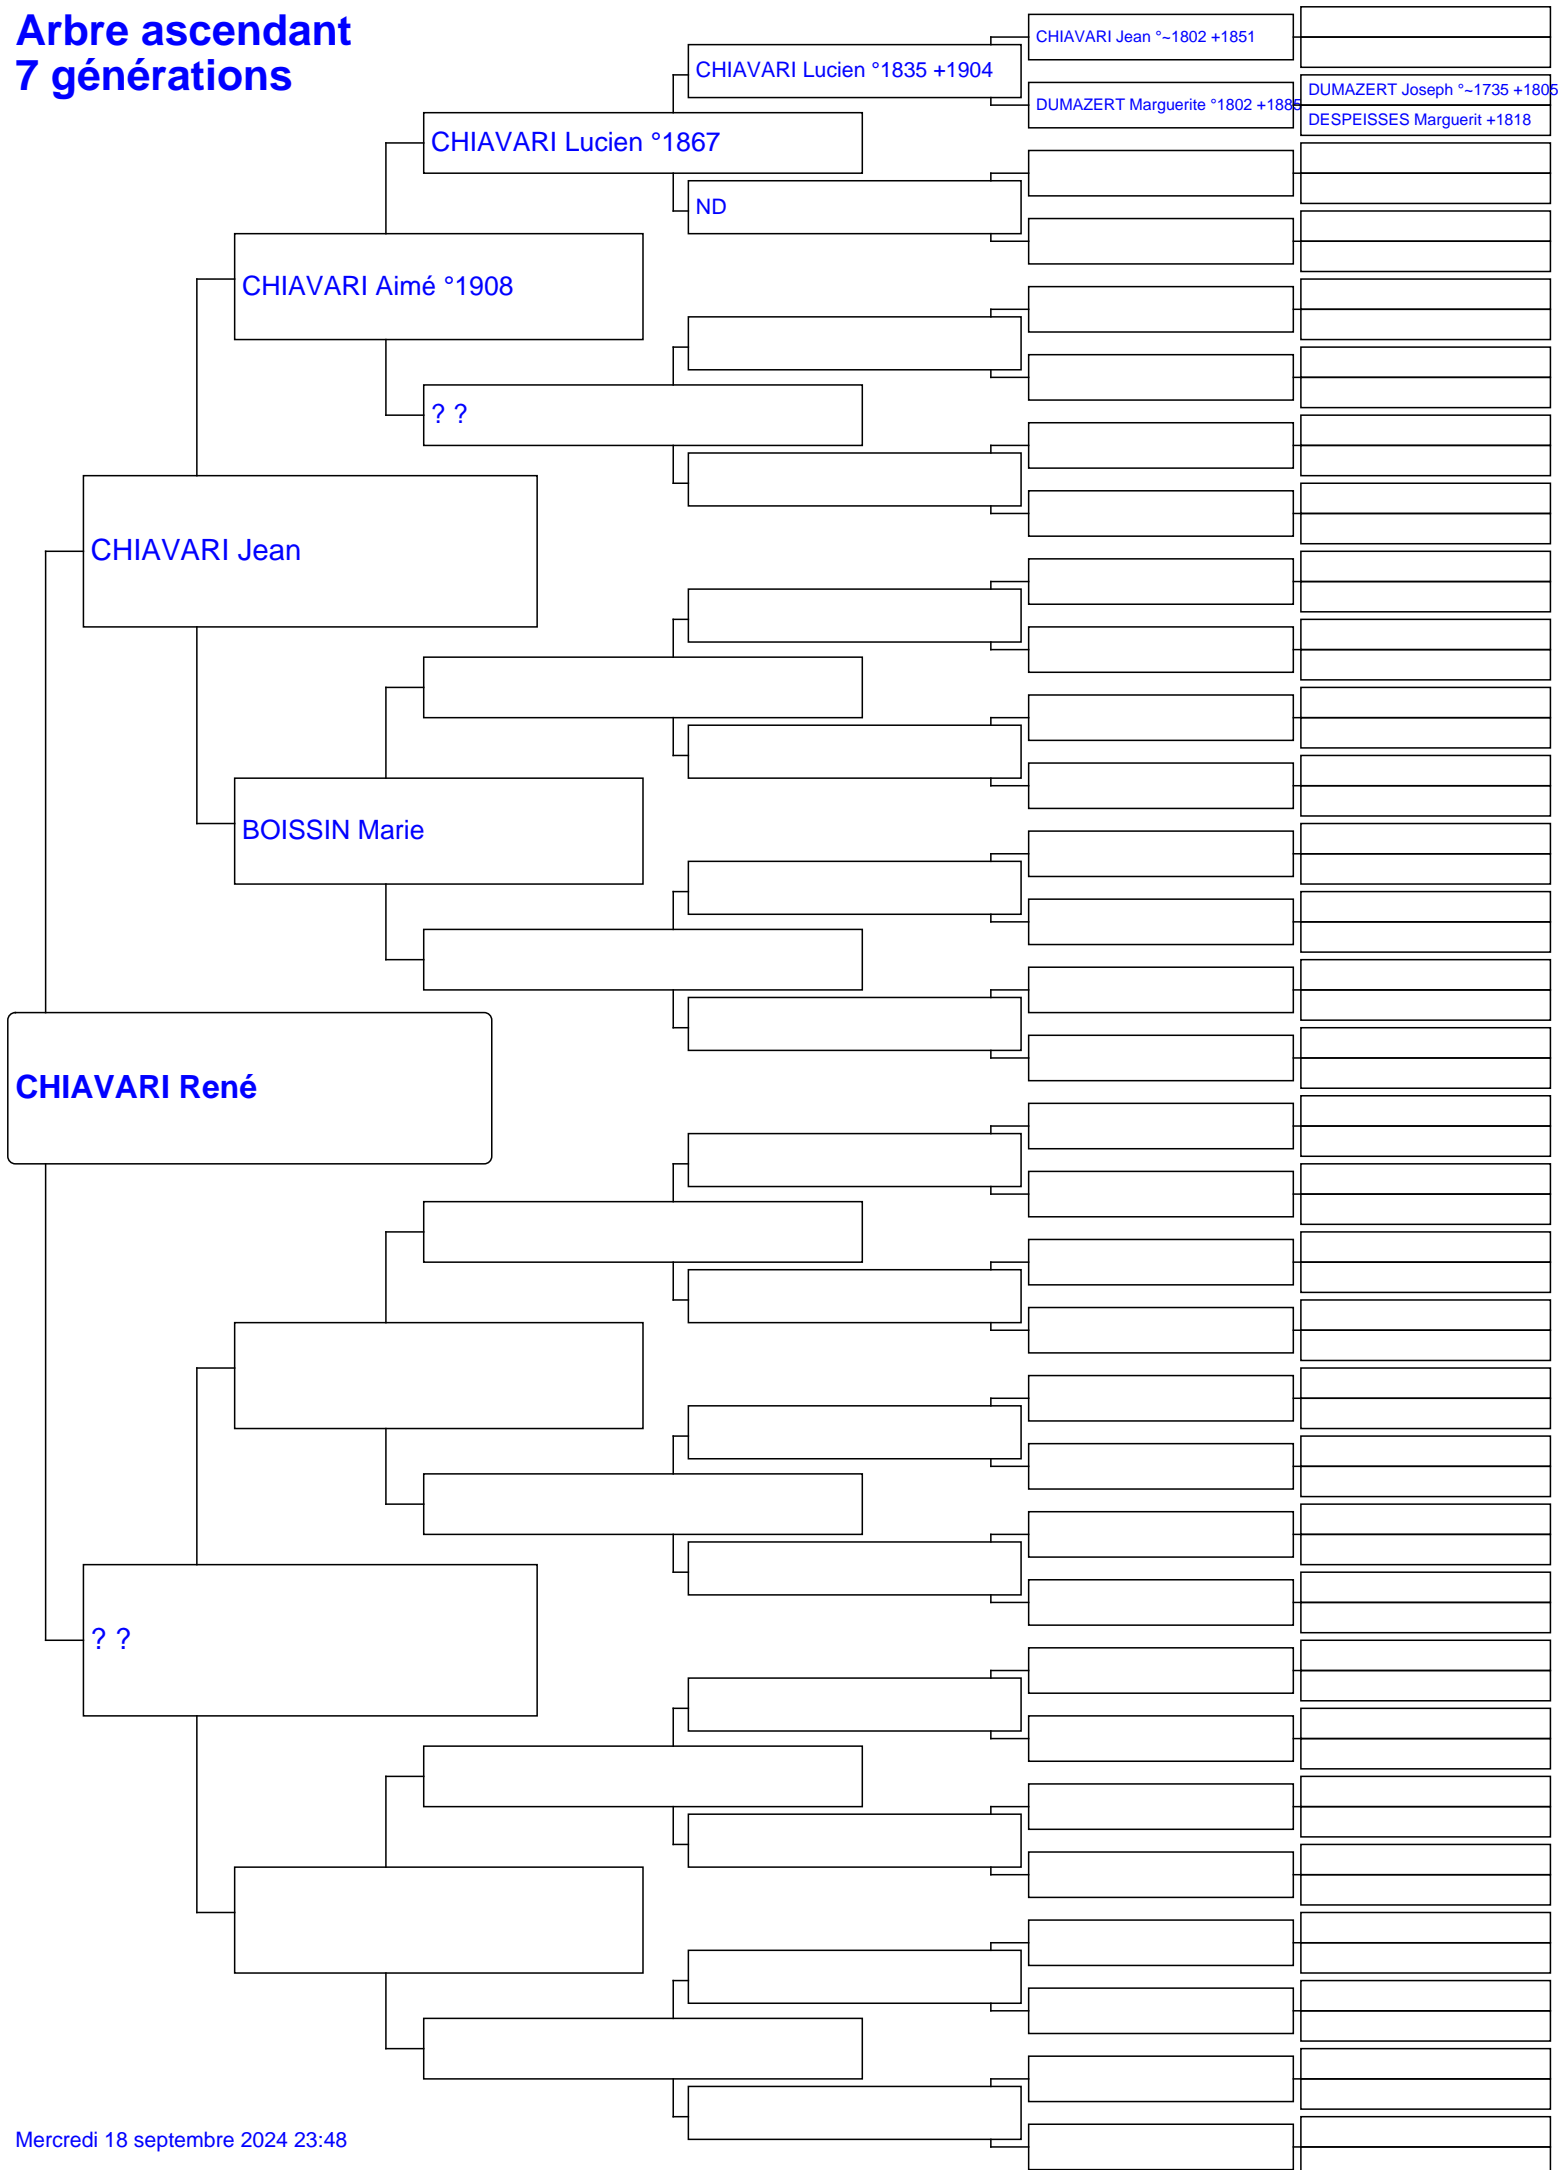 Arbre ascendant
7 générations
CHIAVARI Jean °~1802 +1851
CHIAVARI Lucien °1835 +1904
DUMAZERT Joseph °~1735 +1805
DUMAZERT Marguerite °1802 +1885
DESPEISSES Marguerit +1818
CHIAVARI Lucien °1867
ND
CHIAVARI Aimé °1908
? ?
CHIAVARI Jean
BOISSIN Marie
CHIAVARI René
? ?
Mercredi 18 septembre 2024 23:48